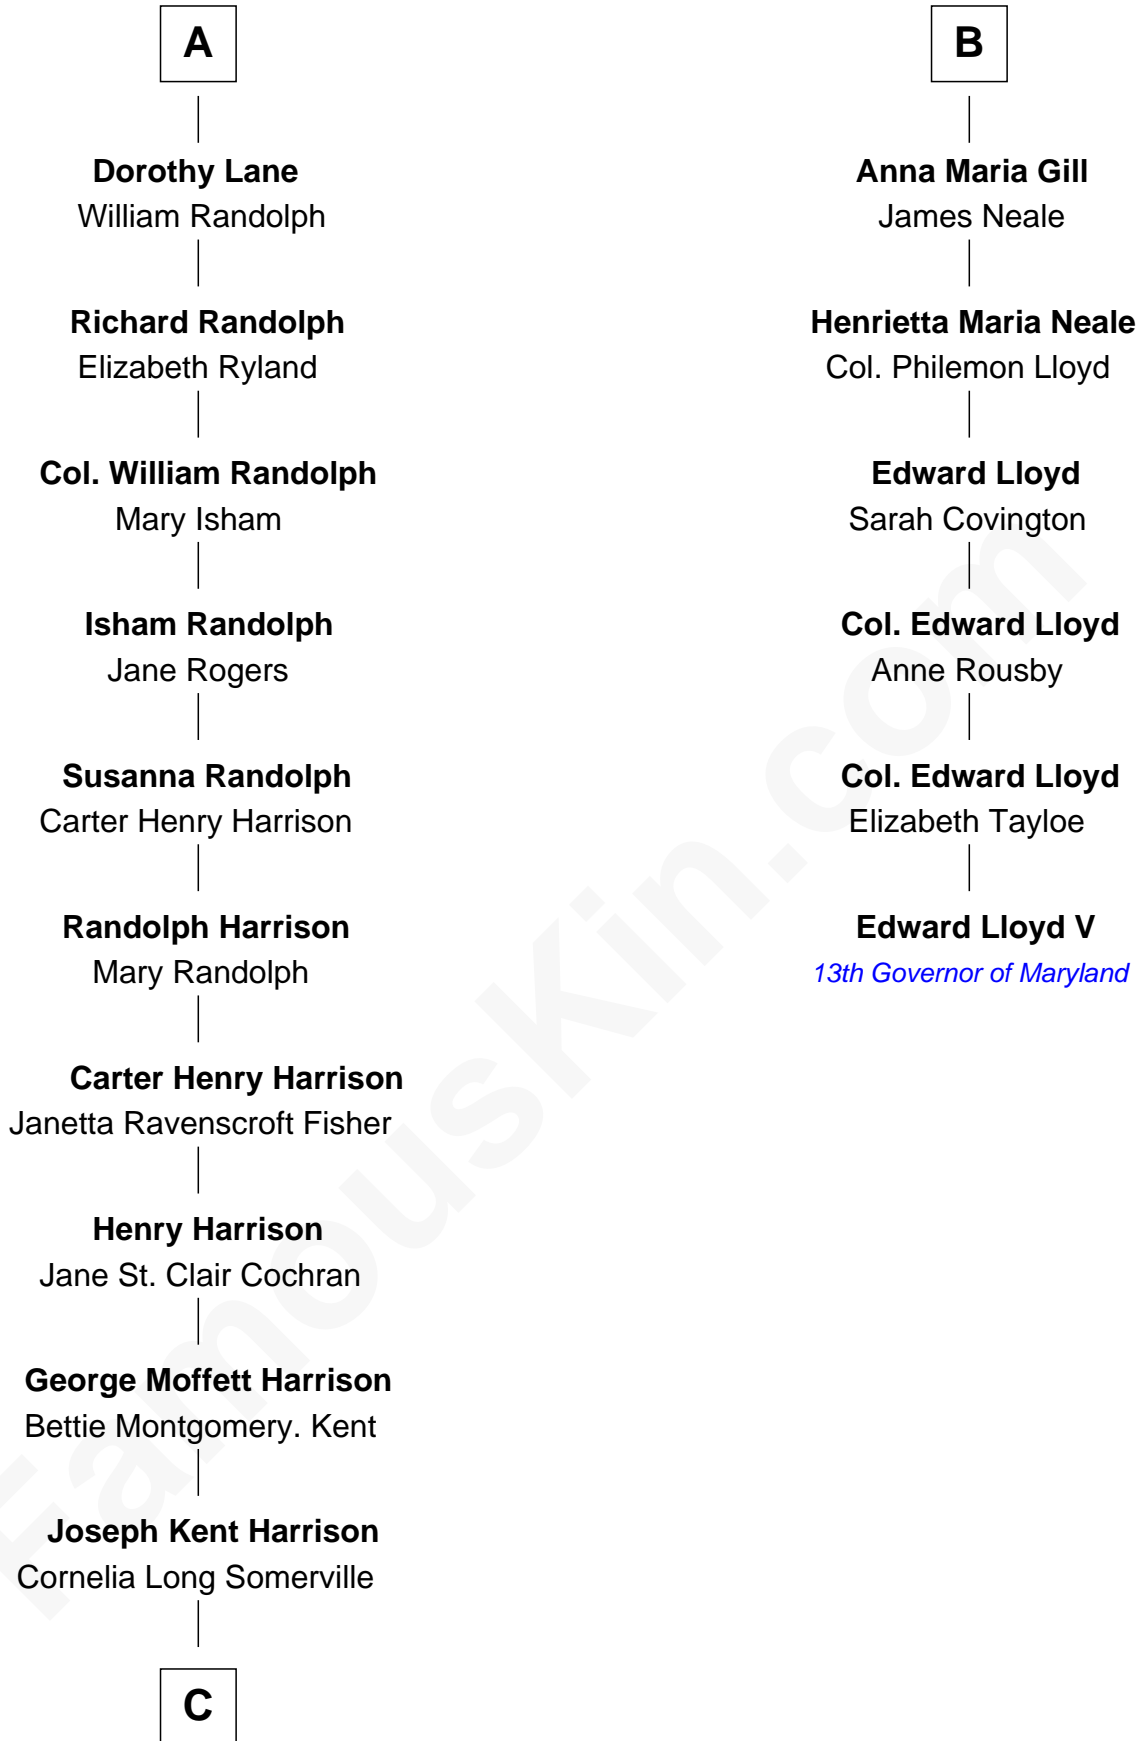 A
Dorothy Lane
William Randolph
Richard Randolph
Elizabeth Ryland
Col. William Randolph
Mary Isham
Isham Randolph
Jane Rogers
Susanna Randolph
Carter Henry Harrison
Randolph Harrison
Mary Randolph
Carter Henry Harrison
Janetta Ravenscroft Fisher
Henry Harrison
Jane St. Clair Cochran
George Moffett Harrison
Bettie Montgomery. Kent
Joseph Kent Harrison
Cornelia Long Somerville
C
B
Anna Maria Gill
James Neale
Henrietta Maria Neale
Col. Philemon Lloyd
Edward Lloyd
Sarah Covington
Col. Edward Lloyd
Anne Rousby
Col. Edward Lloyd
Elizabeth Tayloe
Edward Lloyd V
13th Governor of Maryland
FamousKin.com